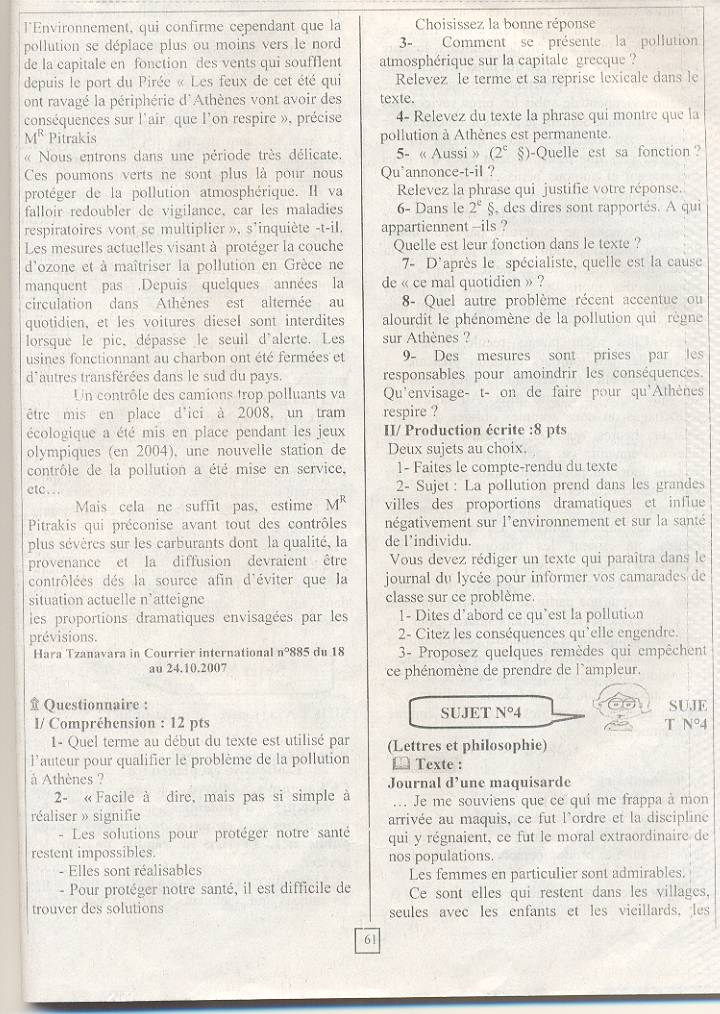 l'Environnement, qui confirme cependant que la
pollution se déplace plus ou moins vers le nord
de la capitale en fonction des vents qui soufflent
depuis le port du Pirée « Les feux de cet été qui
ont ravagé la périphérie d'Athènes vont avoir des
conséquences sur l'air que l'on respire », précise
Mᴿ Pitrakis
« Nous entrons dans une période très délicate.
Ces poumons verts ne sont plus là pour nous
protéger de la pollution atmosphérique. Il va
falloir redoubler de vigilance, car les maladies
respiratoires vont se multiplier », s'inquiète -t-il.
Les mesures actuelles visant à protéger la couche
d'ozone et à maîtriser la pollution en Grèce ne
manquent pas .Depuis quelques années la
circulation dans Athènes est alternée au
quotidien, et les voitures diesel sont interdites
lorsque le pic, dépasse le seuil d'alerte. Les
usines fonctionnant au charbon ont été fermées et
d'autres transférées dans le sud du pays.
Un contrôle des camions trop polluants va
être mis en place d'ici à 2008, un tram
écologique a été mis en place pendant les jeux
olympiques (en 2004), une nouvelle station de
contrôle de la pollution a été mise en service,
etc…
Mais cela ne suffit pas, estime Mᴿ
Pitrakis qui préconise avant tout des contrôles
plus sévères sur les carburants dont la qualité, la
provenance et la diffusion devraient être
contrôlées dés la source afin d'éviter que la
situation actuelle n'atteigne
les proportions dramatiques envisagées par les
prévisions.
Hara Tzanavara in Courrier international n°885 du 18
au 24.10.2007
Questionnaire :
I/ Compréhension : 12 pts
1- Quel terme au début du texte est utilisé par
l'auteur pour qualifier le problème de la pollution
à Athènes ?
2- « Facile à dire, mais pas si simple à
réaliser » signifie
- Les solutions pour protéger notre santé
restent impossibles.
- Elles sont réalisables
- Pour protéger notre santé, il est difficile de
trouver des solutions
Choisissez la bonne réponse
3- Comment se présente la pollution
atmosphérique sur la capitale grecque ?
Relevez le terme et sa reprise lexicale dans le
texte.
4- Relevez du texte la phrase qui montre que la
pollution à Athènes est permanente.
5- « Aussi » (2ᵉ §)-Quelle est sa fonction ?
Qu'annonce-t-il ?
Relevez la phrase qui justifie votre réponse.
6- Dans le 2ᵉ §, des dires sont rapportés. A qui
appartiennent –ils ?
Quelle est leur fonction dans le texte ?
7- D'après le spécialiste, quelle est la cause
de « ce mal quotidien » ?
8- Quel autre problème récent accentue ou
alourdit le phénomène de la pollution qui règne
sur Athènes ?
9- Des mesures sont prises par les
responsables pour amoindrir les conséquences.
Qu'envisage- t- on de faire pour qu'Athènes
respire ?
II/ Production écrite :8 pts
Deux sujets au choix.
1- Faites le compte-rendu du texte
2- Sujet : La pollution prend dans les grandes
villes des proportions dramatiques et influe
négativement sur l'environnement et sur la santé
de l'individu.
Vous devez rédiger un texte qui paraîtra dans le
journal du lycée pour informer vos camarades de
classe sur ce problème.
1- Dites d'abord ce qu'est la pollution
2- Citez les conséquences qu'elle engendre.
3- Proposez quelques remèdes qui empêchent
ce phénomène de prendre de l'ampleur.
SUJET N°4
SUJE
T N°4
(Lettres et philosophie)
Texte :
Journal d'une maquisarde
… Je me souviens que ce qui me frappa à mon
arrivée au maquis, ce fut l'ordre et la discipline
qui y régnaient, ce fut le moral extraordinaire de
nos populations.
Les femmes en particulier sont admirables.
Ce sont elles qui restent dans les villages,
seules avec les enfants et les vieillards, les
61